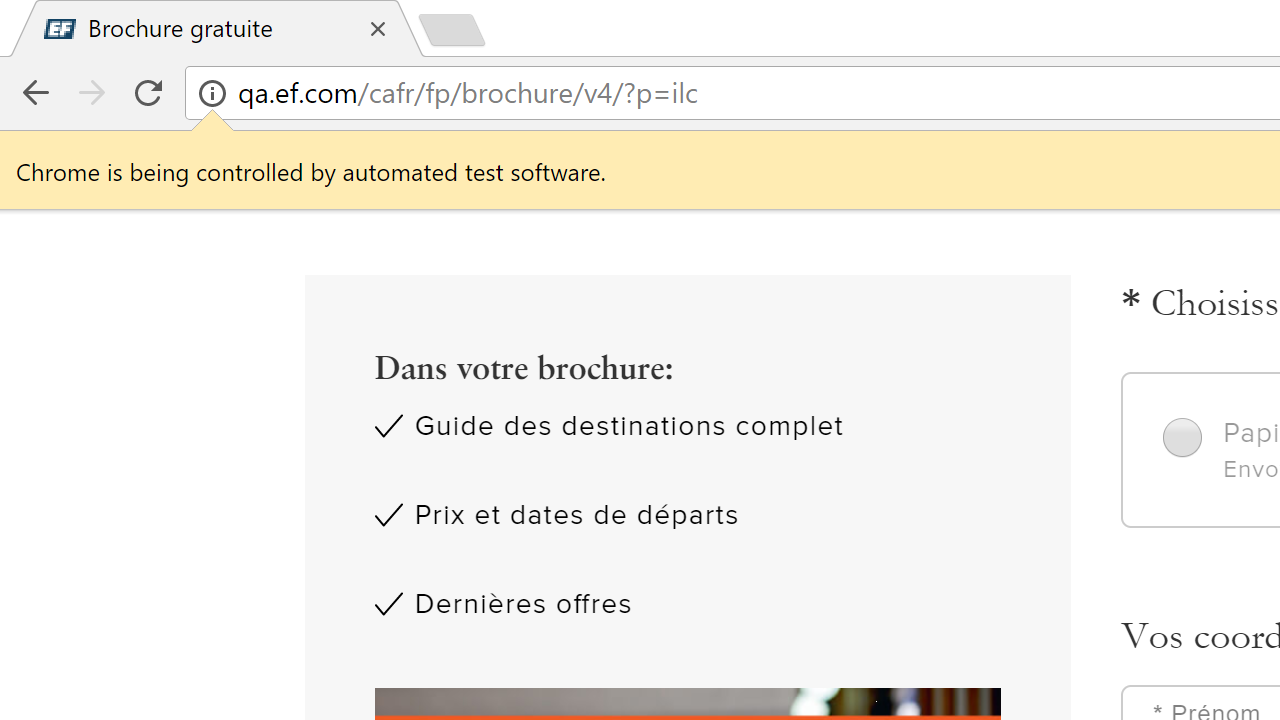 EF Brochure gratuite
qa.ef.com/cafr/fp/brochure/v4/?p=ilc
Chrome is being controlled by automated test software.
Dans votre brochure:
Guide des destinations complet
Prix et dates de départs
Dernières offres
* Choisiss
Papi
Envo
Vos coord
* Prénom